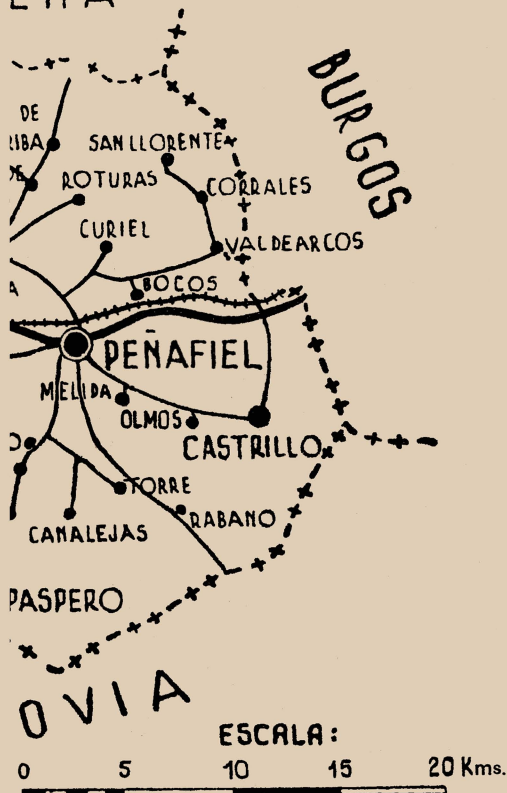 BURGOS
DE
SAN LLORENTE
ROTURAS
CORRALES
CURIEL
VALDEARCOS
BOCOS
PEÑAFIEL
MELIDA
OLMOS
CASTRILLO
TORRE
RABANO
CANALEJAS
PASPERO
OVIA
ESCALA:
0 5 10 15 20 Kms.